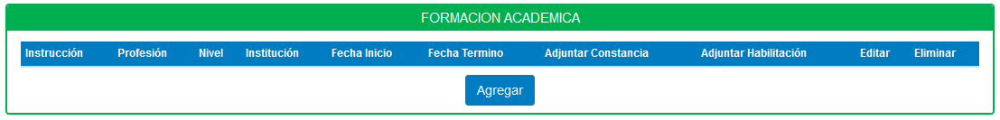 FORMACION ACADEMICA
Instrucción Profesión Nivel Institución Fecha Inicio Fecha Termino Adjuntar Constancia Adjuntar Habilitación Editar Eliminar
Agregar